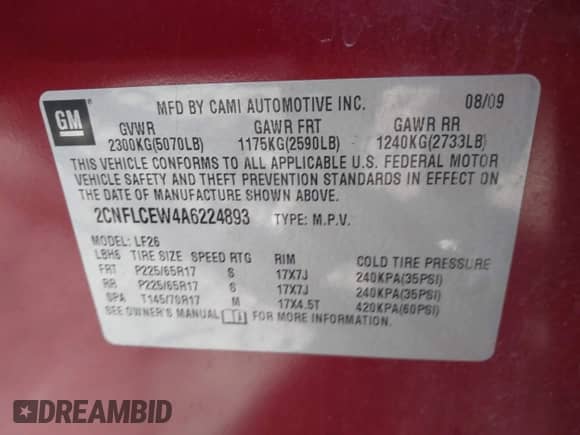 GM
MFD BY CAMI AUTOMOTIVE INC. 08/09
GVWR GAWR FRT GAWR RR
2300KG(5070LB) 1175KG(2590LB) 1240KG(2733LB)
THIS VEHICLE CONFORMS TO ALL APPLICABLE U.S. FEDERAL MOTOR
VEHICLE SAFETY AND THEFT PREVENTION STANDARDS IN EFFECT ON
THE DATE OF MANUFACTURE SHOWN ABOVE.
2CNFLCEW4A6224893 TYPE: M.P.V.
MODEL: LF26
LBH6 TIRE SIZE SPEED RTG RIM COLD TIRE PRESSURE
FRT P225/65R17 S 17X7J 240KPA(35PSI)
RR P225/65R17 S 17X7J 240KPA(35PSI)
SPA T145/70R17 M 17X4.5T 420KPA(60PSI)
SEE OWNER'S MANUAL FOR MORE INFORMATION.
DREAMBID